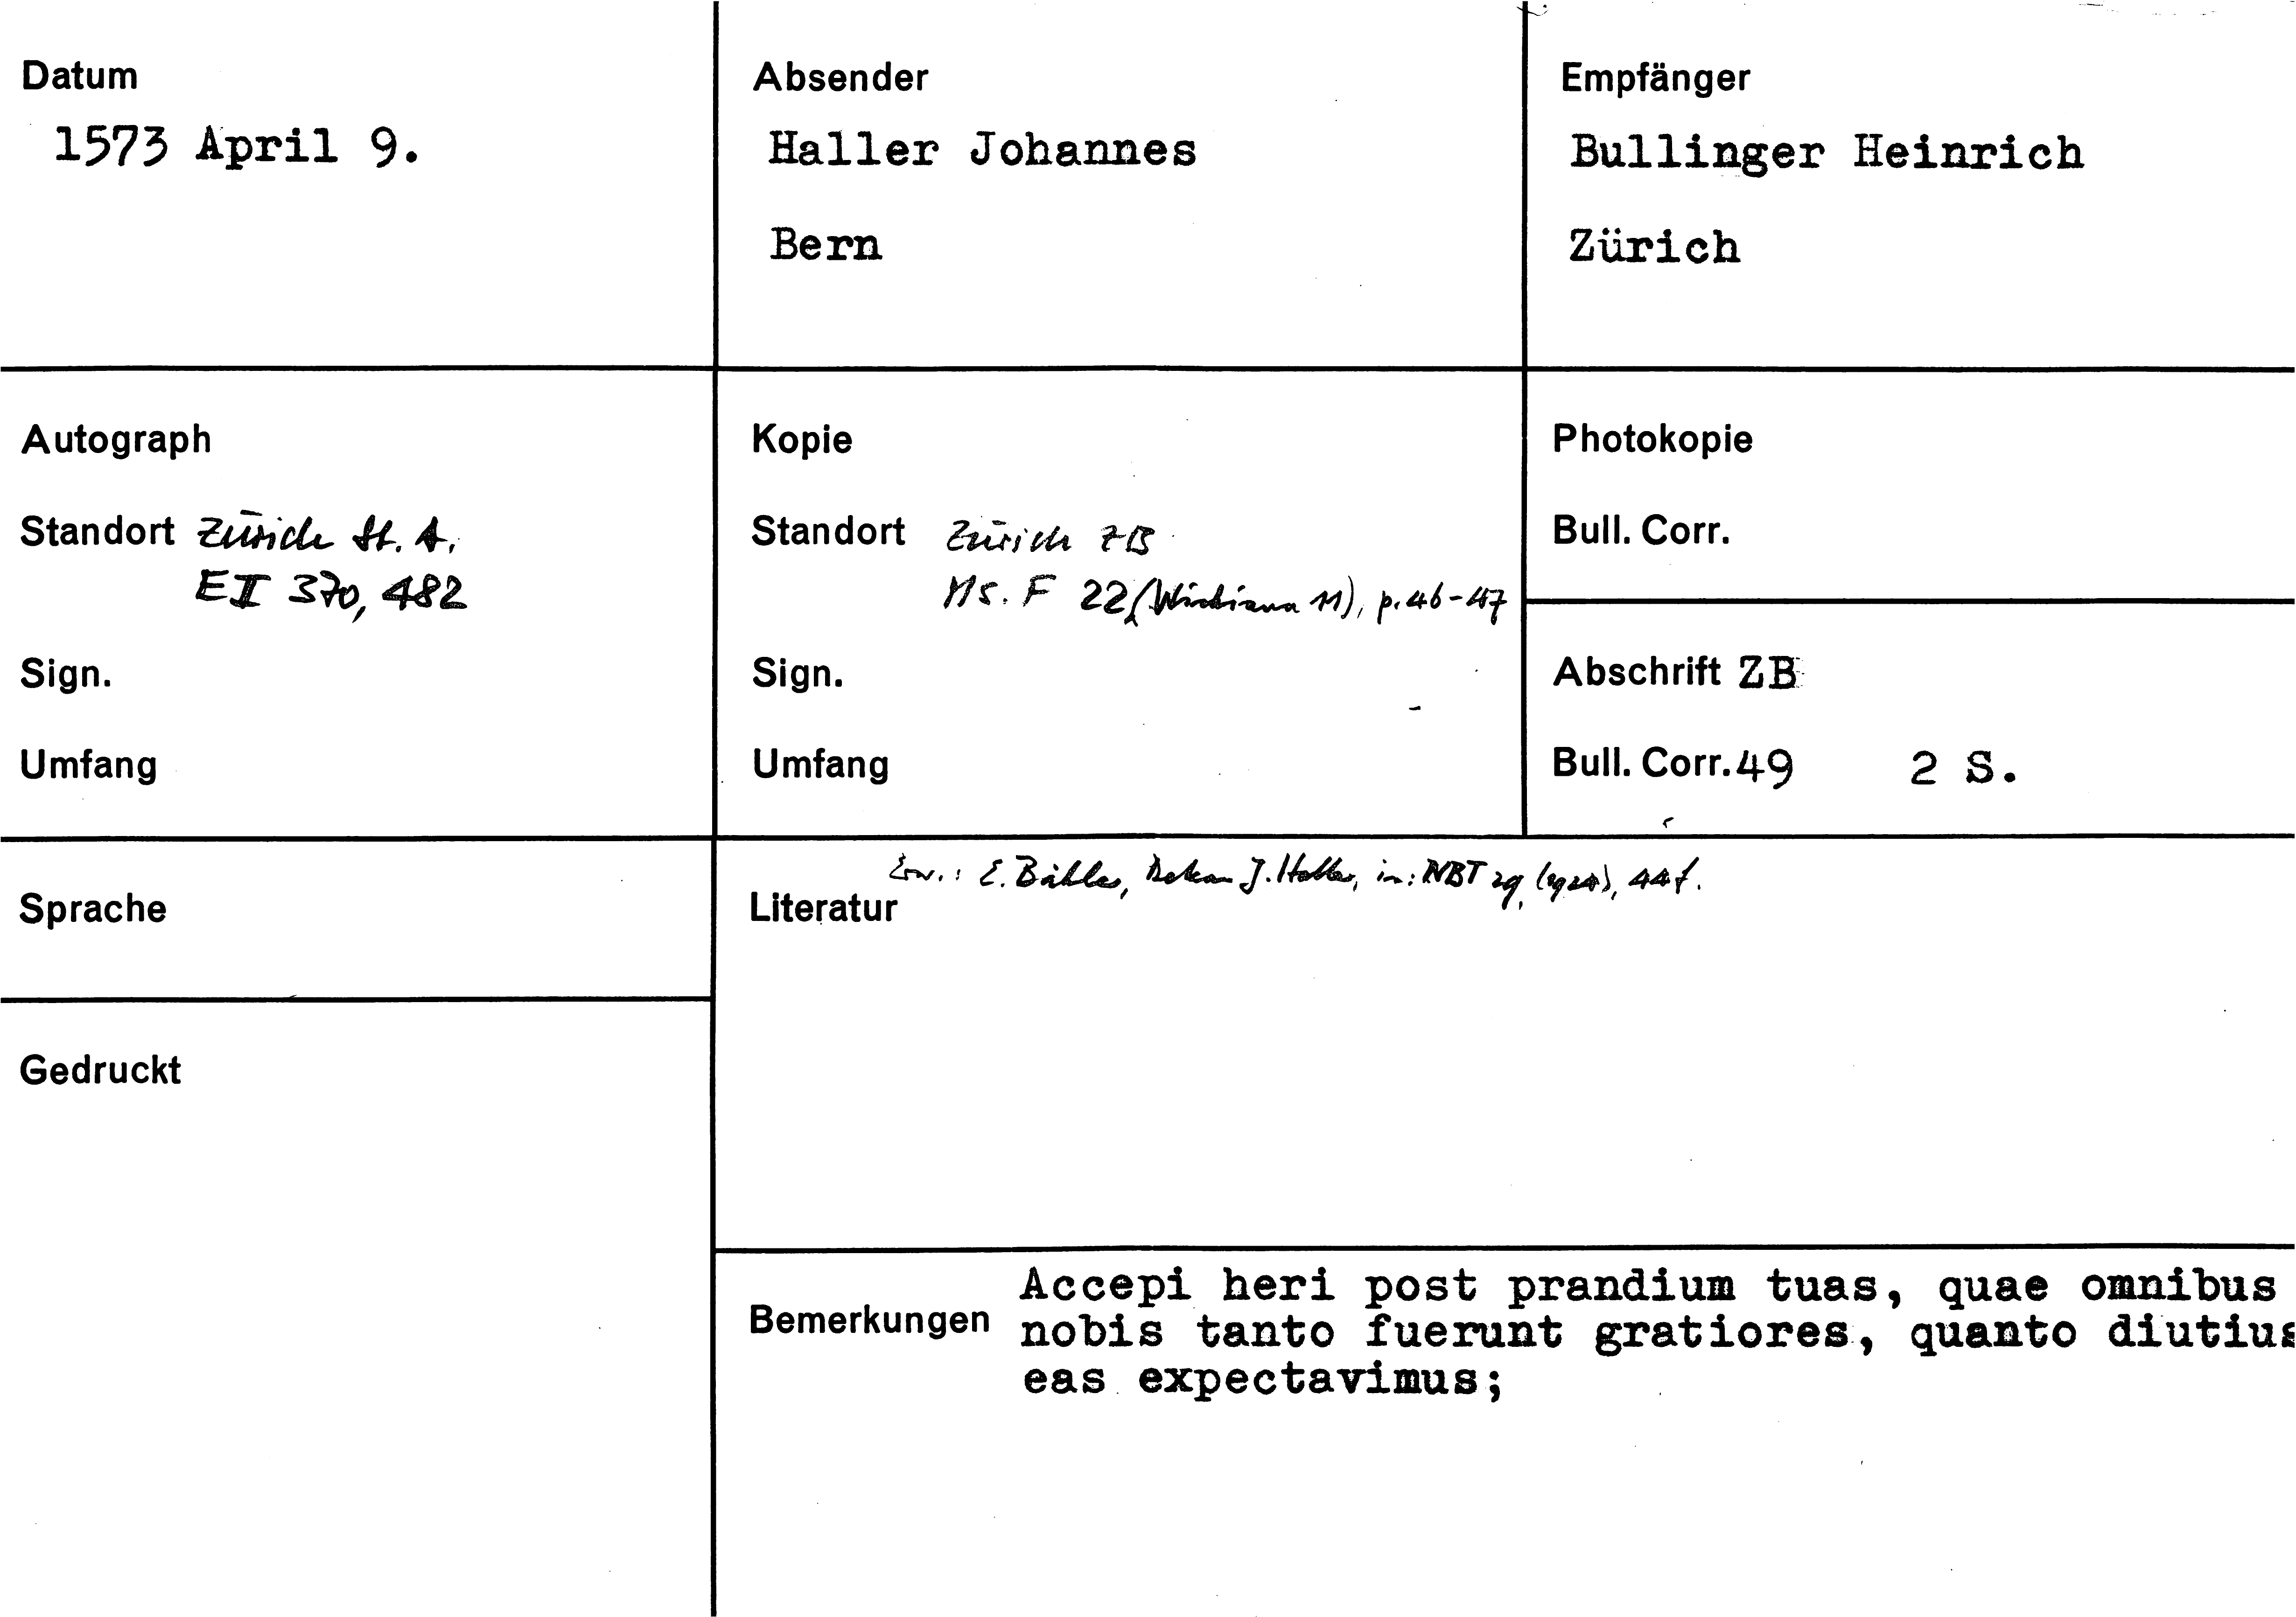 Datum
1573 April 9.
Absender
Haller Johannes
Bern
Empfänger
Bullinger Heinrich
Zürich
Autograph
Standort Zürich St. A.
E II 370, 482
Sign.
Umfang
Kopie
Standort Zürich ZB
Ms. F 22 (Wirtiana 11), p. 46-47
Sign.
Umfang
Photokopie
Bull. Corr.
Abschrift ZB
Bull. Corr. 49 2 S.
Sprache
Gedruckt
Erw.: E. Bähler, Dekan J. Haller, in: NBT 29, (1924), 44 f.
Literatur
Bemerkungen
Accepi heri post prandium tuas, quae omnibus
nobis tanto fuerunt gratiores, quanto diutius
eas expectavimus;